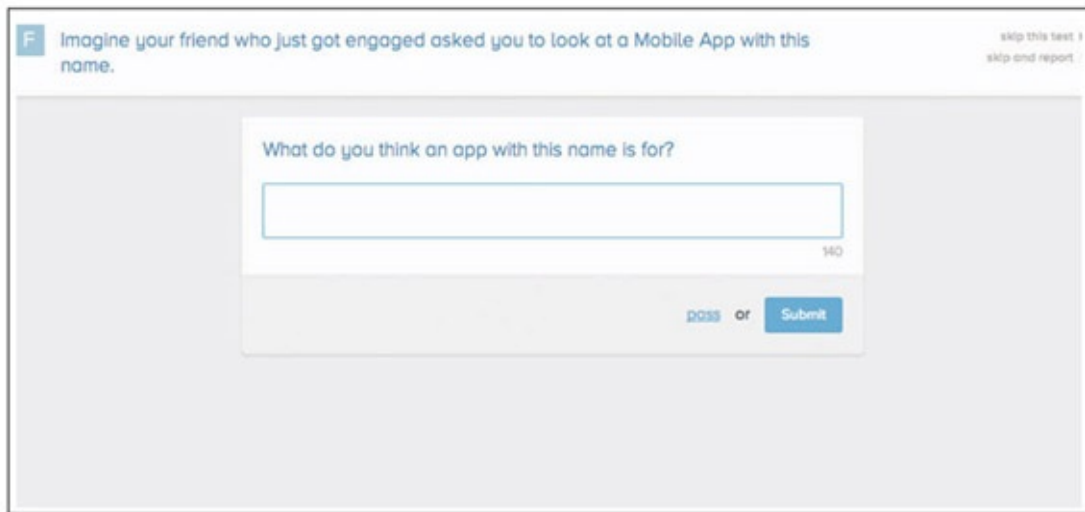 F
Imagine your friend who just got engaged asked you to look at a Mobile App with this
name.
skip this test ›
skip and report
What do you think an app with this name is for?
140
pass or Submit